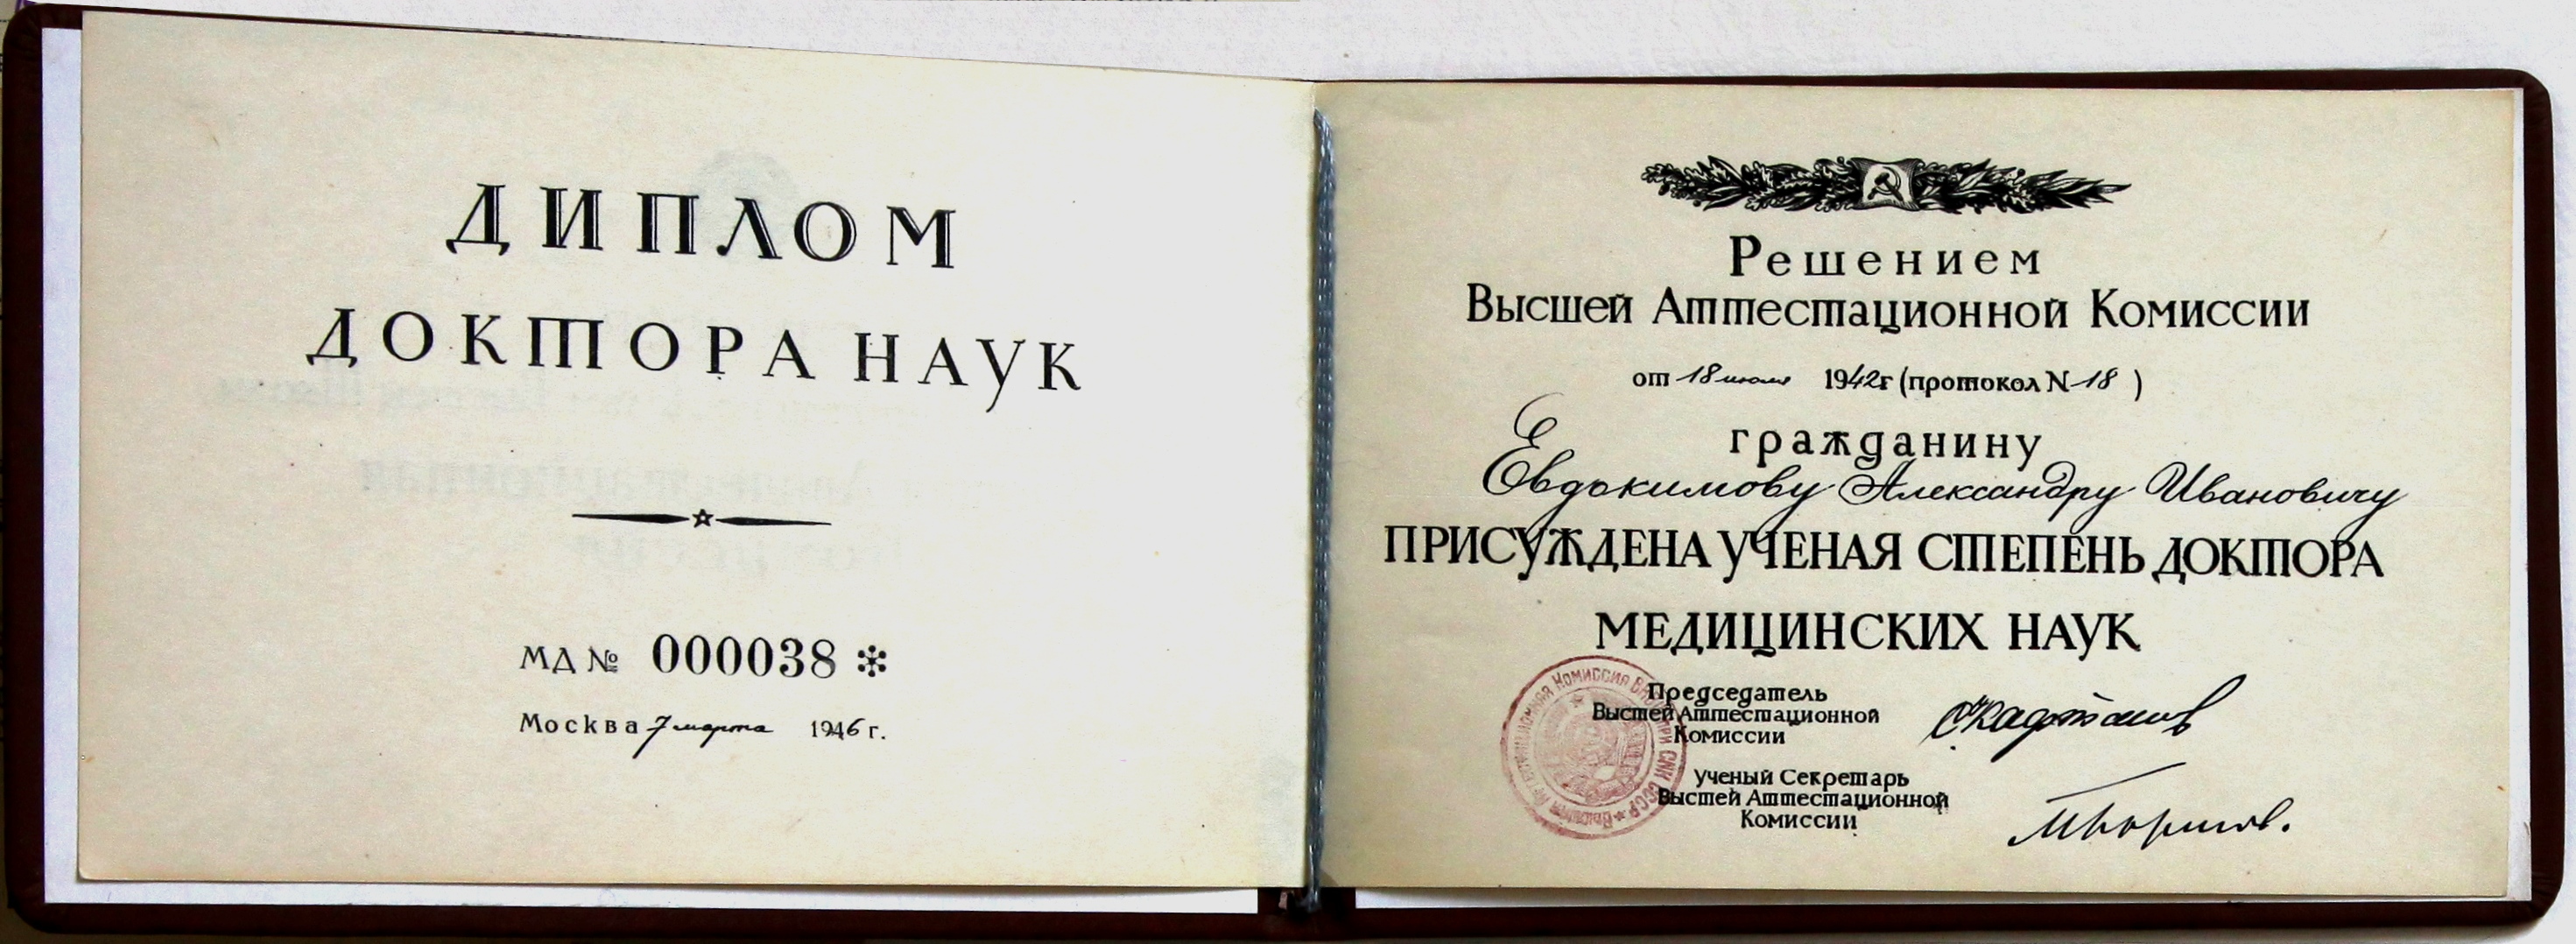 ДИПЛОМ
ДОКТОРА НАУК
МД № 000038
Москва 7 марта 1946 г.
Решением
Высшей Аттестационной Комиссии
от 18 июля 1942г (протокол N 18 )
гражданину
Евдокимову Александру Ивановичу
ПРИСУЖДЕНА УЧЕНАЯ СТЕПЕНЬ ДОКТОРА
МЕДИЦИНСКИХ НАУК
Председатель
Высшей Аттестационной
Комиссии
СКафтанов
ученый Секретарь
Высшей Аттестационной
Комиссии